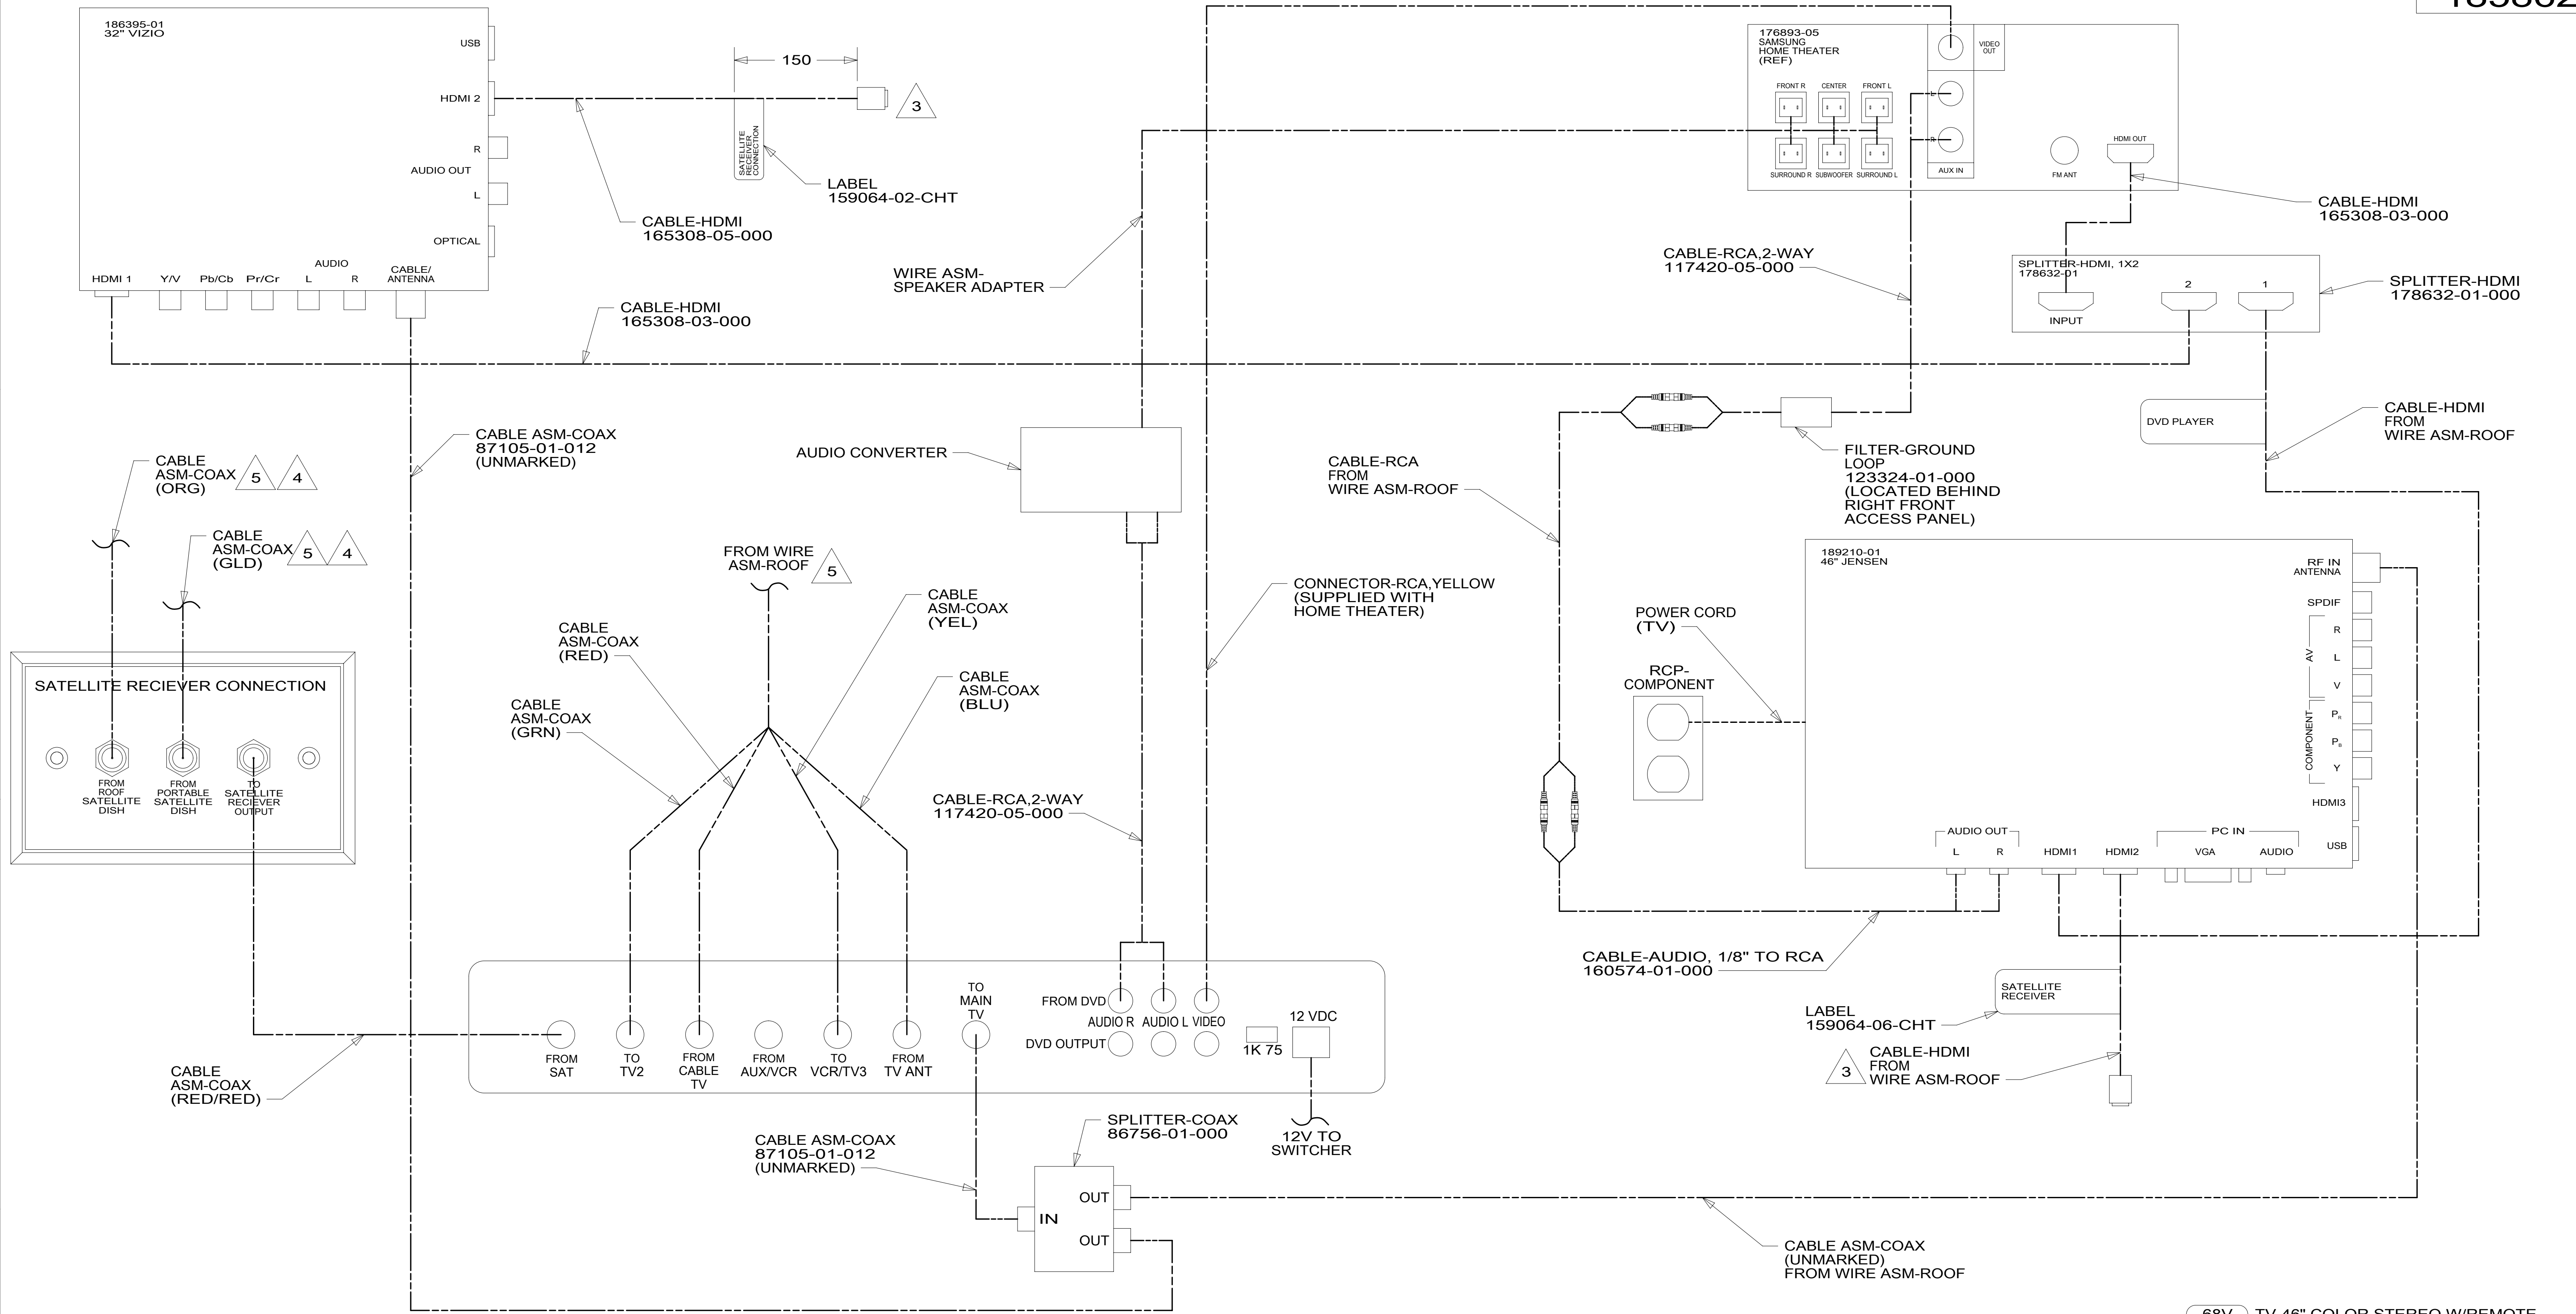 186395-01
32" VIZIO
USB
HDMI 2
R
AUDIO OUT
L
OPTICAL
HDMI 1
Y/V
Pb/Cb
Pr/Cr
AUDIO
L
R
CABLE/
ANTENNA
150
3
SATELLITE
RECEIVER
CONNECTION
LABEL
159064-02-CHT
CABLE-HDMI
165308-05-000
CABLE-HDMI
165308-03-000
WIRE ASM-
SPEAKER ADAPTER
176893-05
SAMSUNG
HOME THEATER
(REF)
FRONT R
CENTER
FRONT L
SURROUND R
SUBWOOFER
SURROUND L
VIDEO
OUT
L
R
AUX IN
FM ANT
HDMI OUT
CABLE-HDMI
165308-03-000
CABLE-RCA,2-WAY
117420-05-000
SPLITTER-HDMI, 1X2
178632-01
INPUT
2
1
SPLITTER-HDMI
178632-01-000
DVD PLAYER
CABLE-HDMI
FROM
WIRE ASM-ROOF
CABLE ASM-COAX
87105-01-012
(UNMARKED)
AUDIO CONVERTER
CABLE-RCA
FROM
WIRE ASM-ROOF
FILTER-GROUND
LOOP
123324-01-000
(LOCATED BEHIND
RIGHT FRONT
ACCESS PANEL)
CABLE
ASM-COAX
(ORG)
5
4
CABLE
ASM-COAX
(GLD)
5
4
FROM WIRE
ASM-ROOF
5
CABLE
ASM-COAX
(YEL)
CABLE
ASM-COAX
(RED)
CABLE
ASM-COAX
(BLU)
CABLE
ASM-COAX
(GRN)
CONNECTOR-RCA,YELLOW
(SUPPLIED WITH
HOME THEATER)
POWER CORD
(TV)
RCP-
COMPONENT
189210-01
46" JENSEN
RF IN
ANTENNA
SPDIF
R
AV
L
V
COMPONENT
PR
PB
Y
HDMI3
USB
AUDIO OUT
L
R
HDMI1
HDMI2
PC IN
VGA
AUDIO
SATELLITE RECIEVER CONNECTION
FROM
ROOF
SATELLITE
DISH
FROM
PORTABLE
SATELLITE
DISH
TO
SATELLITE
RECIEVER
OUTPUT
CABLE-RCA,2-WAY
117420-05-000
CABLE-AUDIO, 1/8" TO RCA
160574-01-000
SATELLITE
RECEIVER
LABEL
159064-06-CHT
3
CABLE-HDMI
FROM
WIRE ASM-ROOF
CABLE
ASM-COAX
(RED/RED)
FROM
SAT
TO
TV2
FROM
CABLE
TV
FROM
AUX/VCR
TO
VCR/TV3
FROM
TV ANT
TO
MAIN
TV
FROM DVD
AUDIO R
AUDIO L
VIDEO
DVD OUTPUT
1K 75
12 VDC
12V TO
SWITCHER
CABLE ASM-COAX
87105-01-012
(UNMARKED)
SPLITTER-COAX
86756-01-000
IN
OUT
OUT
CABLE ASM-COAX
(UNMARKED)
FROM WIRE ASM-ROOF